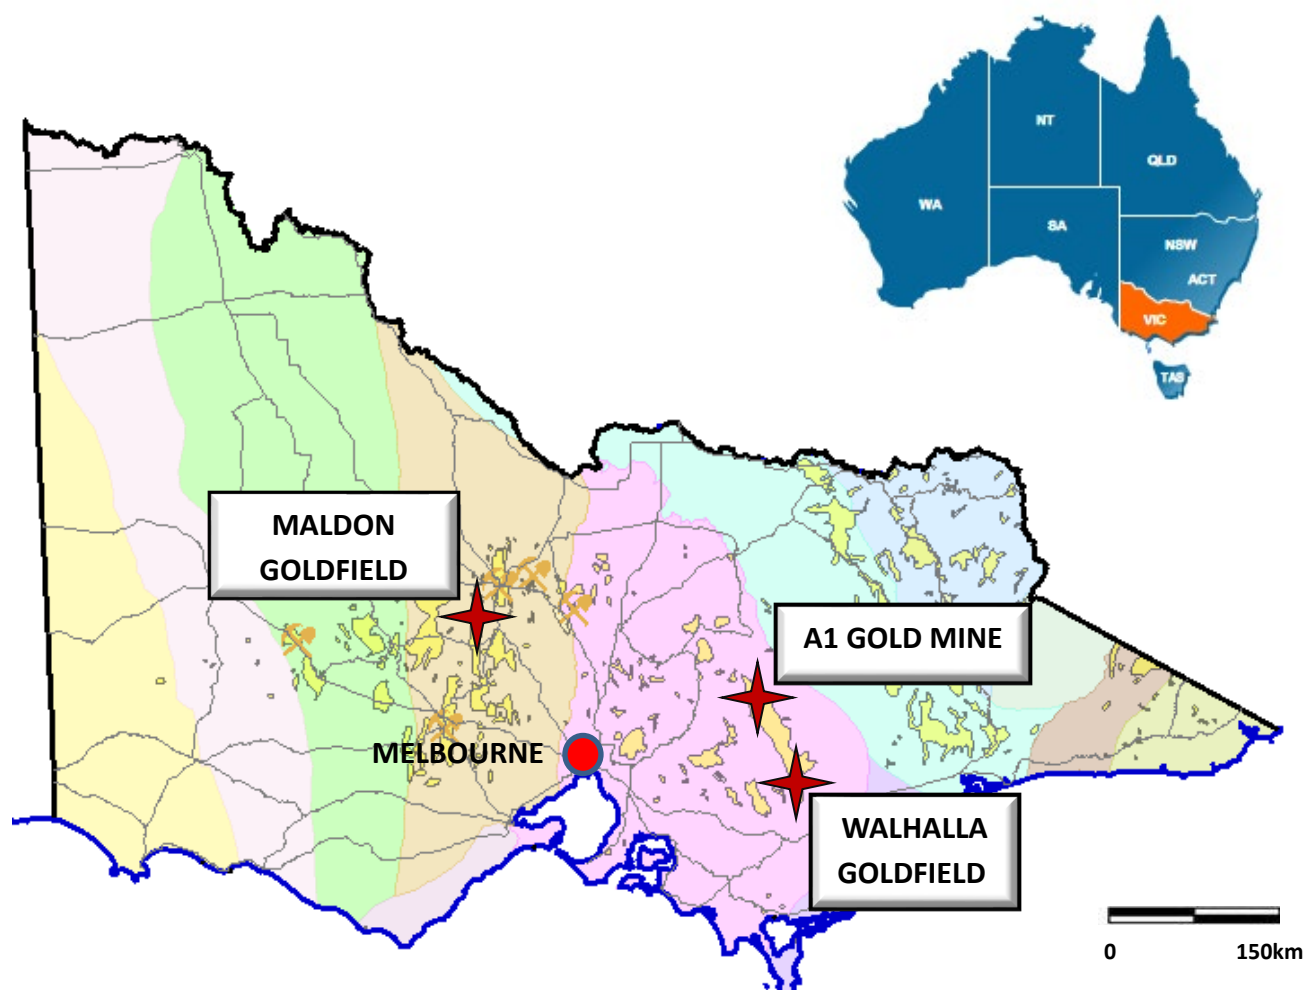 NT
QLD
WA
SA
NSW
ACT
VIC
TAS
MALDON
GOLDFIELD
A1 GOLD MINE
MELBOURNE
WALHALLA
GOLDFIELD
0 150km